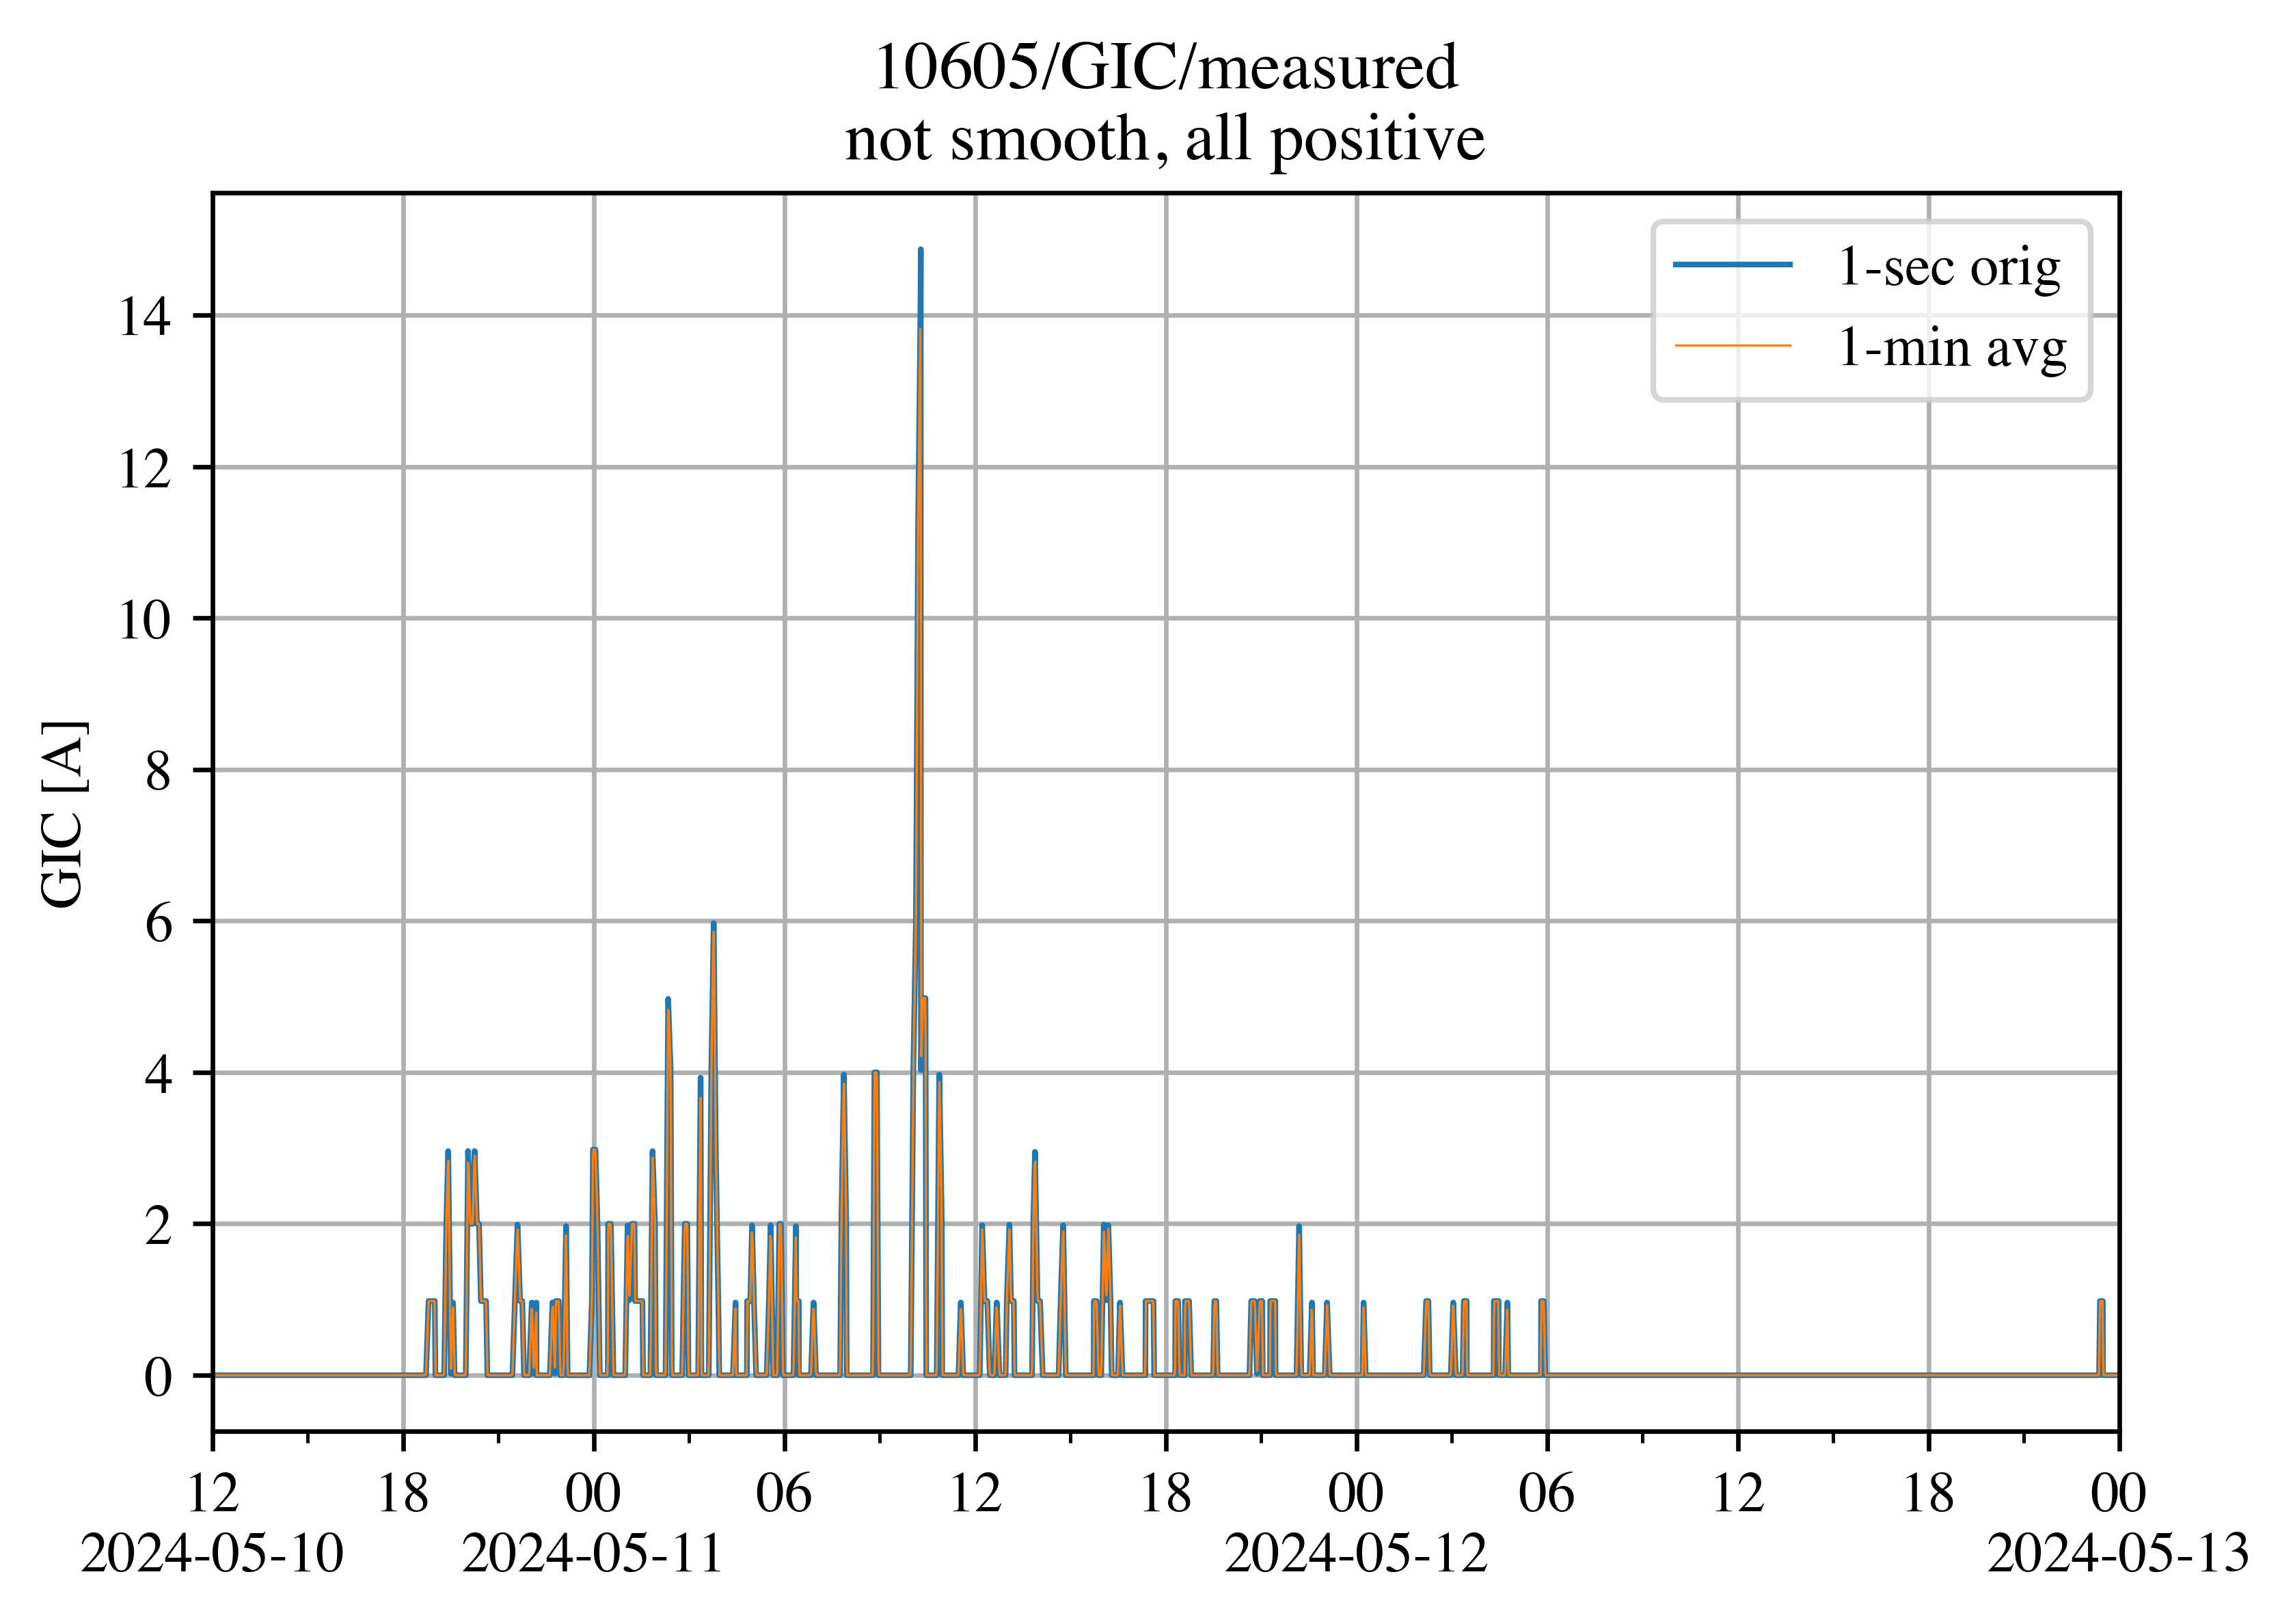 10605/GIC/measured
not smooth, all positive
1-sec orig
1-min avg
GIC [A]
14
12
10
8
6
4
2
0
12 18 00 06 12 18 00 06 12 18 00
2024-05-10 2024-05-11 2024-05-12 2024-05-13